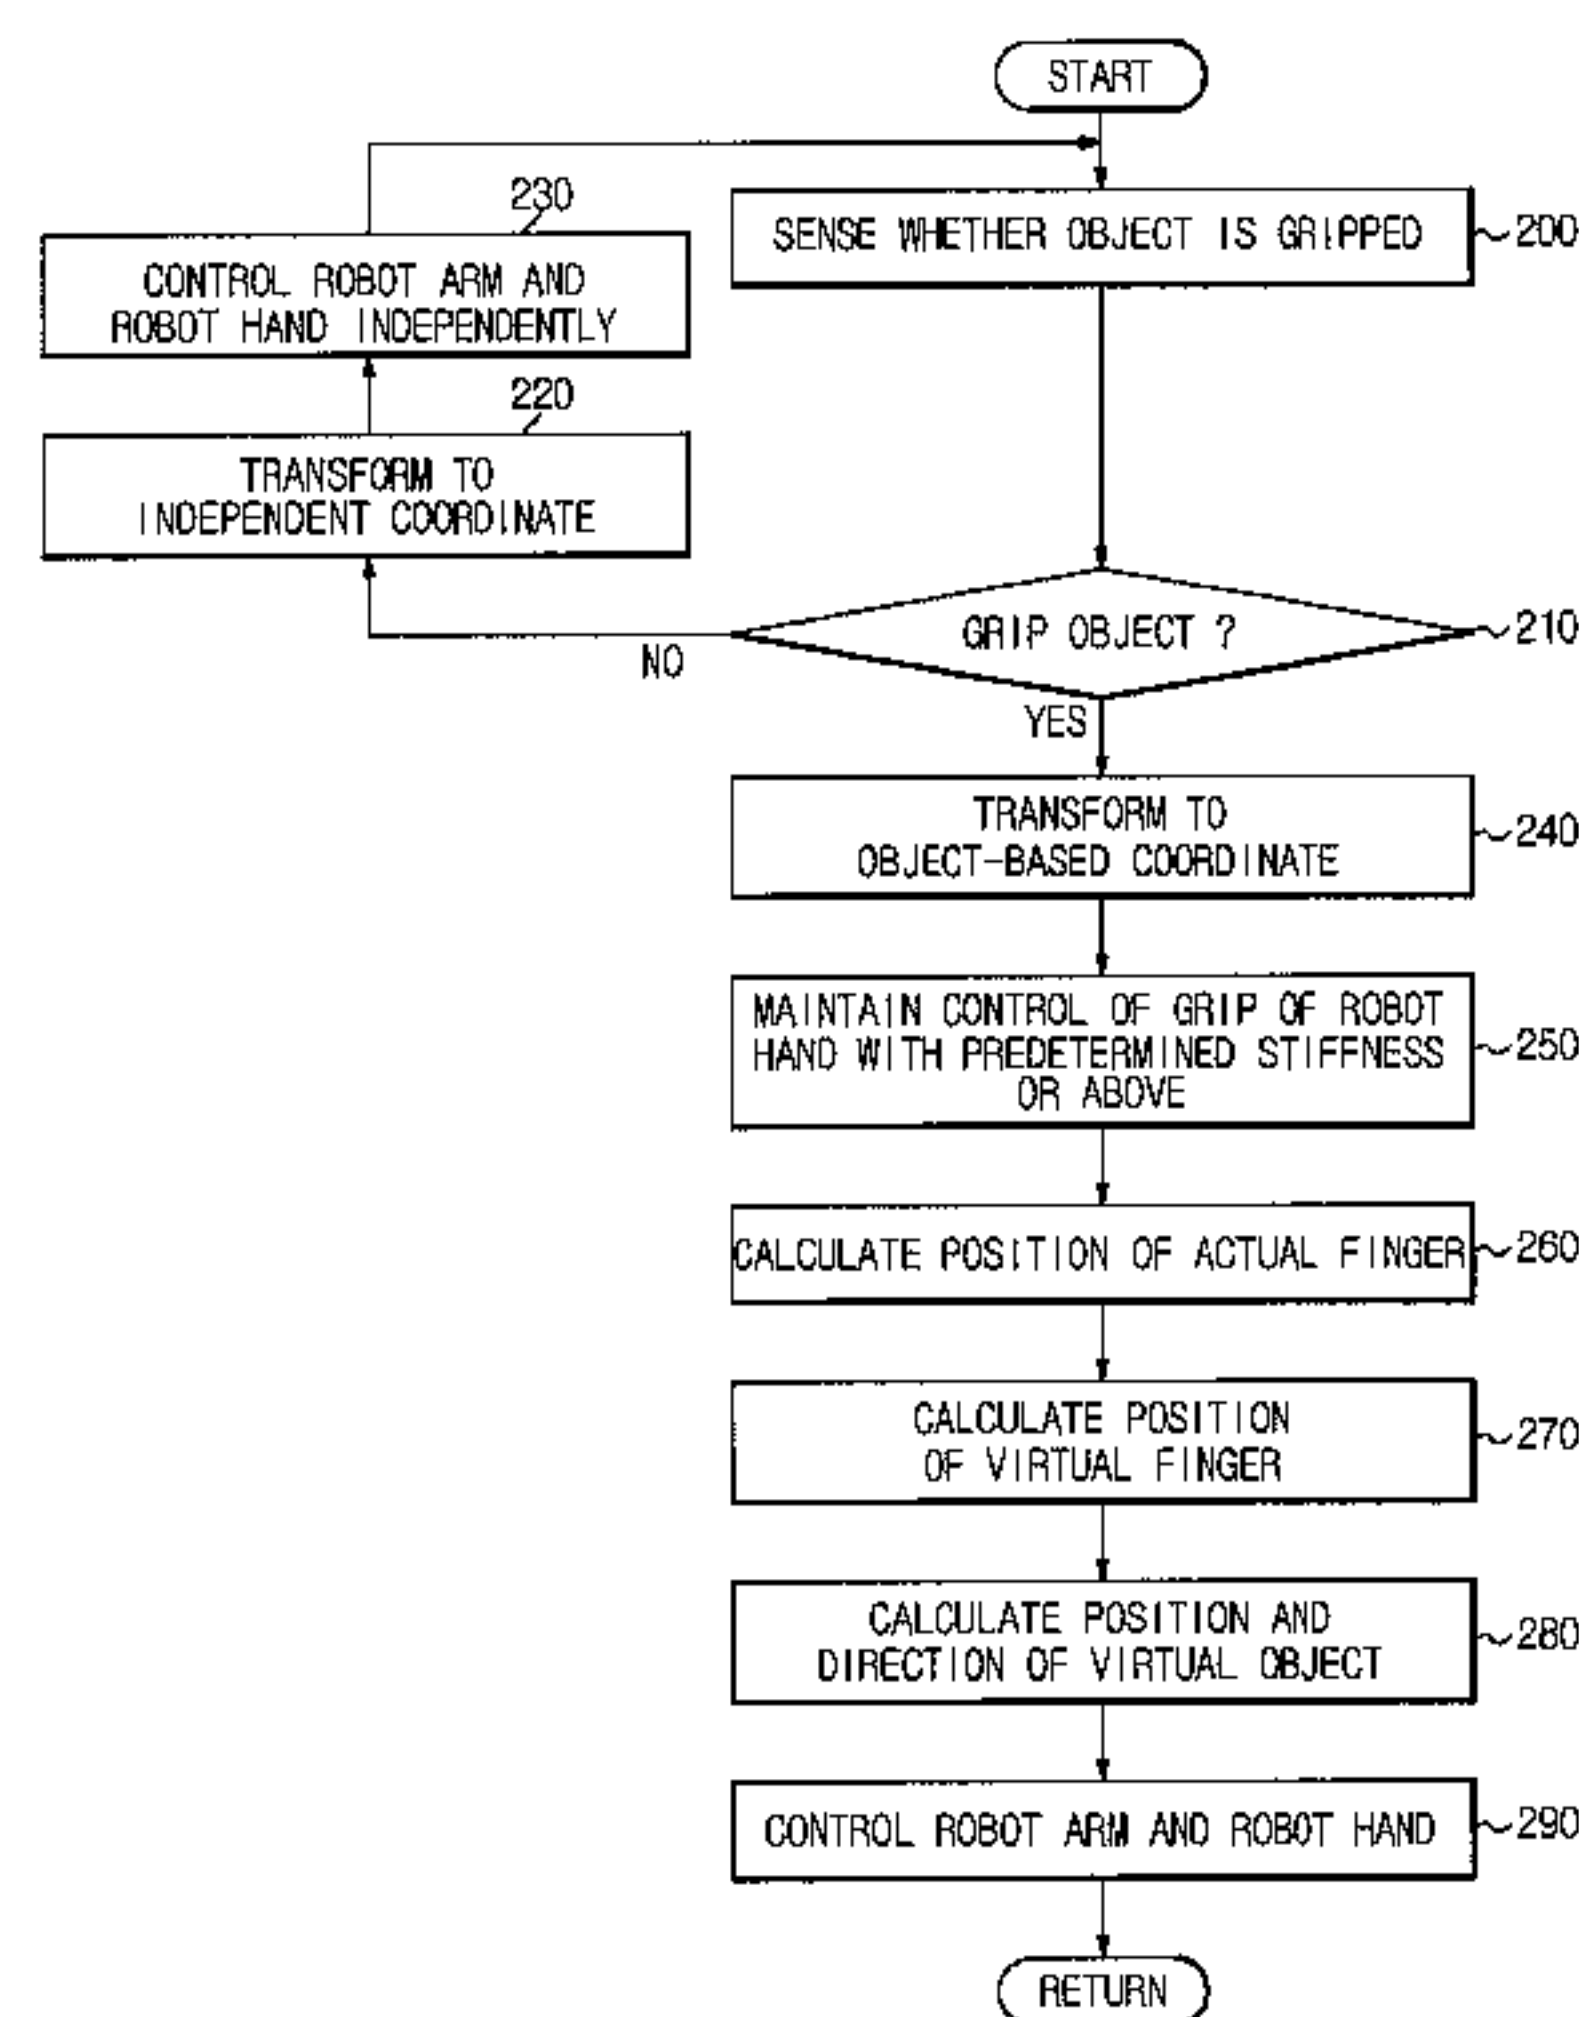 START
230
SENSE WHETHER OBJECT IS GRIPPED
200
CONTROL ROBOT ARM AND
ROBOT HAND INDEPENDENTLY
220
TRANSFORM TO
INDEPENDENT COORDINATE
GRIP OBJECT ?
210
NO
YES
TRANSFORM TO
OBJECT-BASED COORDINATE
240
MAINTAIN CONTROL OF GRIP OF ROBOT
HAND WITH PREDETERMINED STIFFNESS
OR ABOVE
250
CALCULATE POSITION OF ACTUAL FINGER
260
CALCULATE POSITION
OF VIRTUAL FINGER
270
CALCULATE POSITION AND
DIRECTION OF VIRTUAL OBJECT
280
CONTROL ROBOT ARM AND ROBOT HAND
290
RETURN